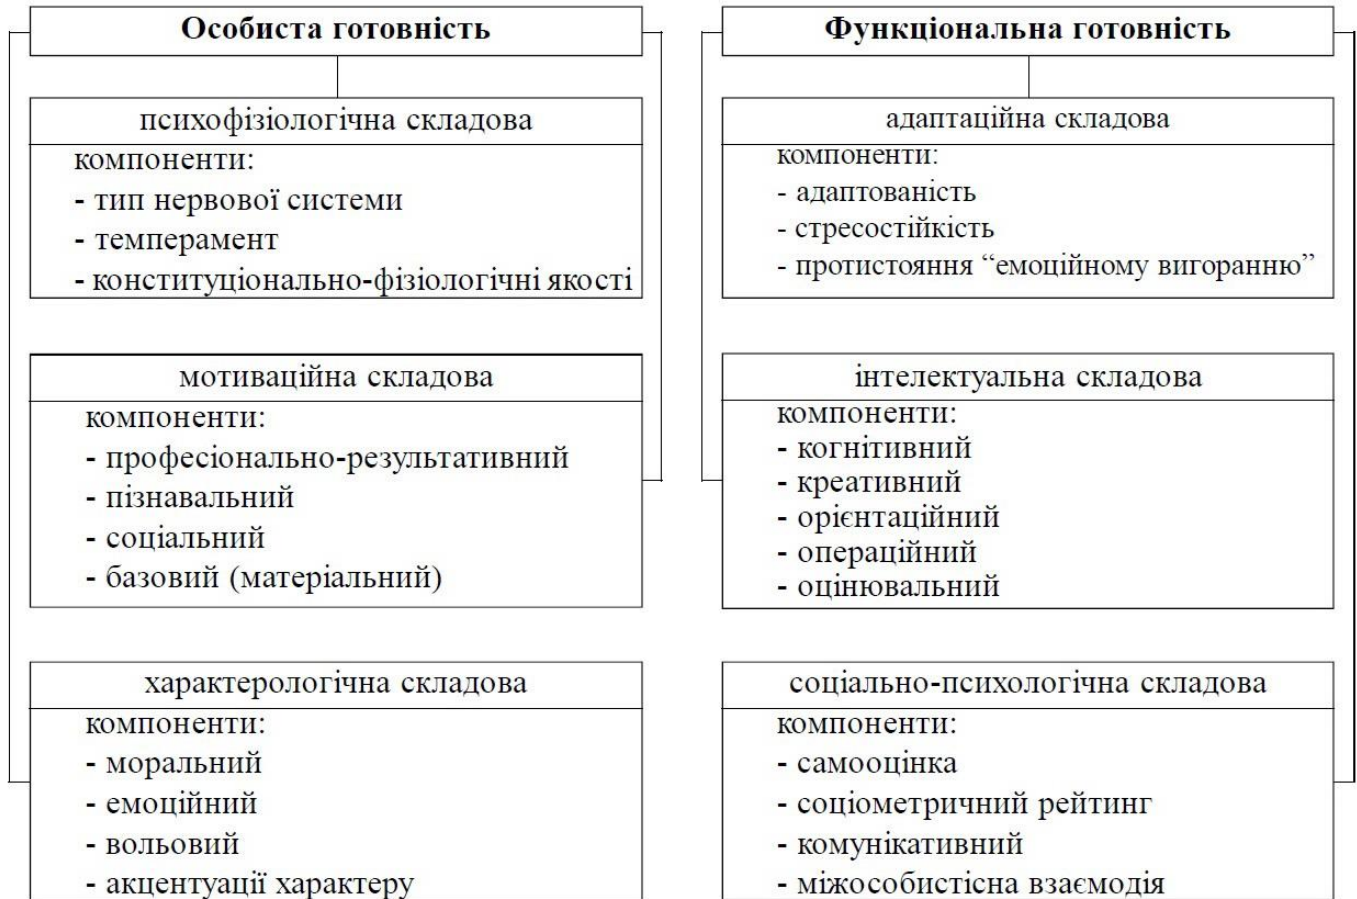 Особиста готовність
психофізіологічна складова
компоненти:
- тип нервової системи
- темперамент
- конституціонально-фізіологічні якості
мотиваційна складова
компоненти:
- професіонально-результативний
- пізнавальний
- соціальний
- базовий (матеріальний)
характерологічна складова
компоненти:
- моральний
- емоційний
- вольовий
- акцентуації характеру
Функціональна готовність
адаптаційна складова
компоненти:
- адаптованість
- стресостійкість
- протистояння “емоційному вигоранню”
інтелектуальна складова
компоненти:
- когнітивний
- креативний
- орієнтаційний
- операційний
- оцінювальний
соціально-психологічна складова
компоненти:
- самооцінка
- соціометричний рейтинг
- комунікативний
- міжособистісна взаємодія